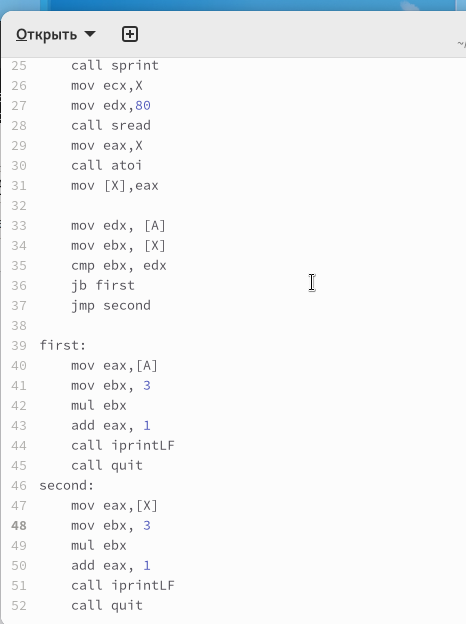 Открыть
~/
25 call sprint
26 mov ecx,X
27 mov edx,80
28 call sread
29 mov eax,X
30 call atoi
31 mov [X],eax
32
33 mov edx, [A]
34 mov ebx, [X]
35 cmp ebx, edx
36 jb first
37 jmp second
38
39 first:
40 mov eax,[A]
41 mov ebx, 3
42 mul ebx
43 add eax, 1
44 call iprintLF
45 call quit
46 second:
47 mov eax,[X]
48 mov ebx, 3
49 mul ebx
50 add eax, 1
51 call iprintLF
52 call quit